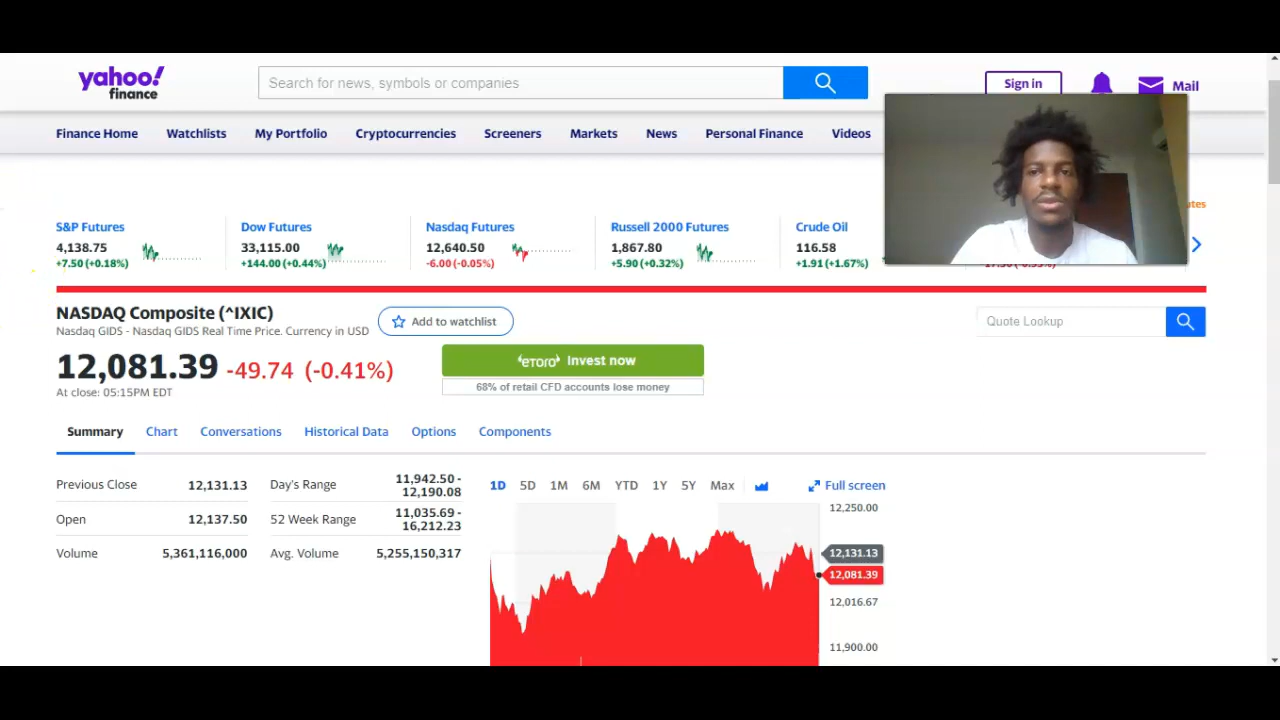 yahoo!
finance
Search for news, symbols or companies
Sign in
Mail
Finance Home
Watchlists
My Portfolio
Cryptocurrencies
Screeners
Markets
News
Personal Finance
Videos
S&P Futures
4,138.75
+7.50 (+0.18%)
Dow Futures
33,115.00
+144.00 (+0.44%)
Nasdaq Futures
12,640.50
-6.00 (-0.05%)
Russell 2000 Futures
1,867.80
+5.90 (+0.32%)
Crude Oil
116.58
+1.91 (+1.67%)
NASDAQ Composite (^IXIC)
Nasdaq GIDS - Nasdaq GIDS Real Time Price. Currency in USD
Add to watchlist
Quote Lookup
12,081.39 -49.74 (-0.41%)
At close: 05:15PM EDT
eTORO Invest now
68% of retail CFD accounts lose money
Summary
Chart
Conversations
Historical Data
Options
Components
Previous Close 12,131.13
Open 12,137.50
Volume 5,361,116,000
Day's Range 11,942.50 -
12,190.08
52 Week Range 11,035.69 -
16,212.23
Avg. Volume 5,255,150,317
1D 5D 1M 6M YTD 1Y 5Y Max
Full screen
12,250.00
12,131.13
12,081.39
12,016.67
11,900.00